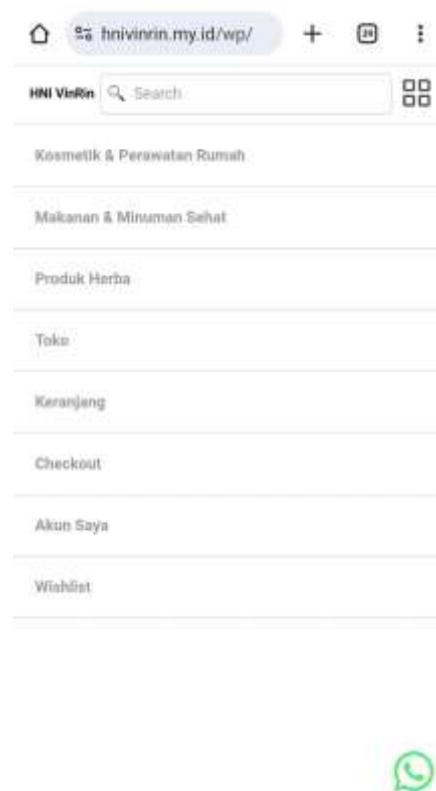 hnivinrin.my.id/wp/
HNI VinRin Search
Kosmetik & Perawatan Rumah
Makanan & Minuman Sehat
Produk Herba
Toko
Keranjang
Checkout
Akun Saya
Wishlist